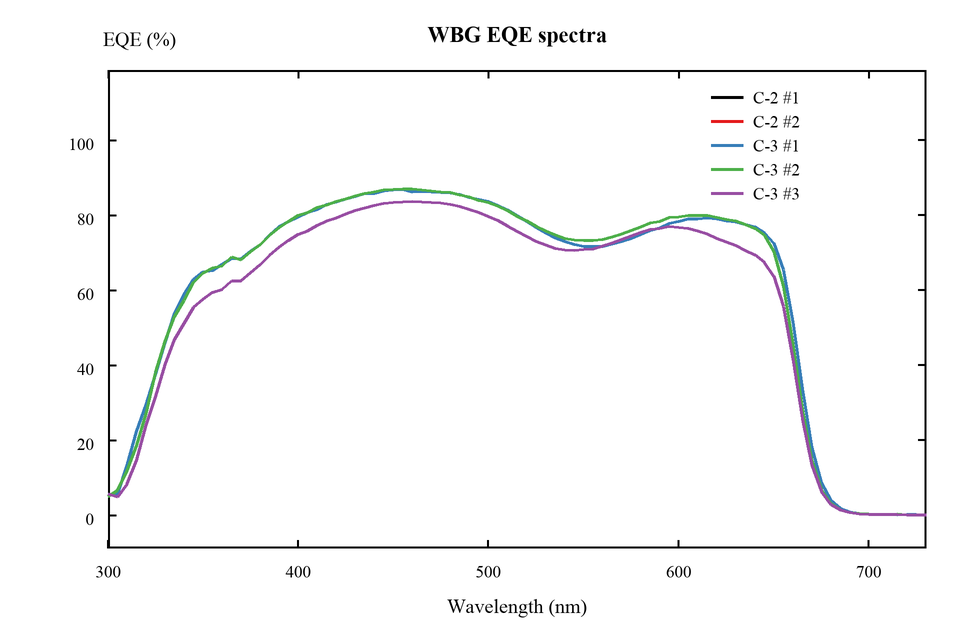 WBG EQE spectra
EQE (%)
C-2 #1
C-2 #2
C-3 #1
C-3 #2
C-3 #3
100
80
60
40
20
0
300 400 500 600 700
Wavelength (nm)